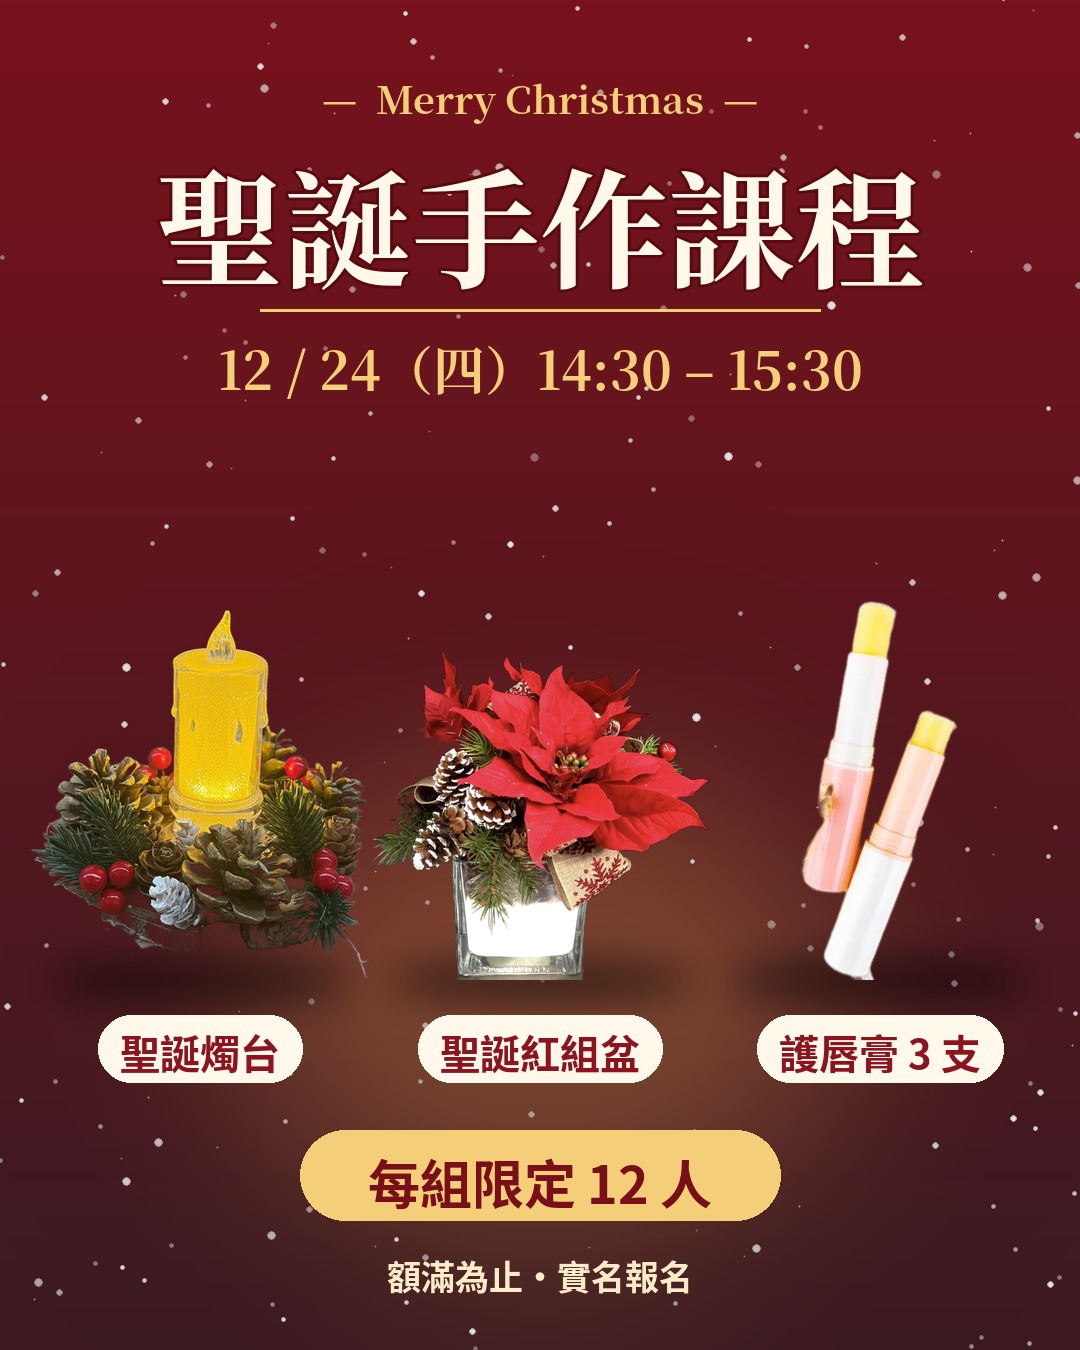 — Merry Christmas —
聖誕手作課程
12 / 24（四）14:30 – 15:30
聖誕燭台
聖誕紅組盆
護唇膏 3 支
每組限定 12 人
額滿為止・實名報名